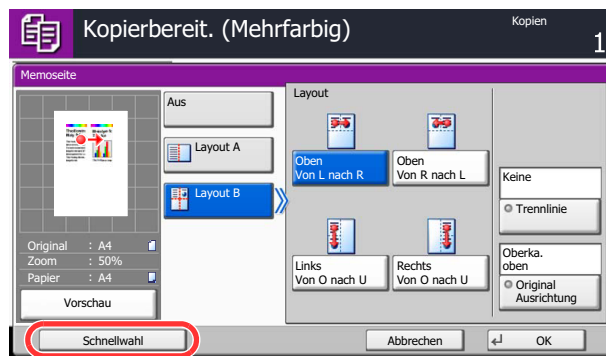 Kopierbereit. (Mehrfarbig)
Kopien
1
Memoseite
Aus
Layout A
Layout B
Layout
Oben
Von L nach R
Oben
Von R nach L
Links
Von O nach U
Rechts
Von O nach U
Keine
Trennlinie
Oberka.
oben
Original
Ausrichtung
Original : A4
Zoom : 50%
Papier : A4
Vorschau
Schnellwahl
Abbrechen
OK